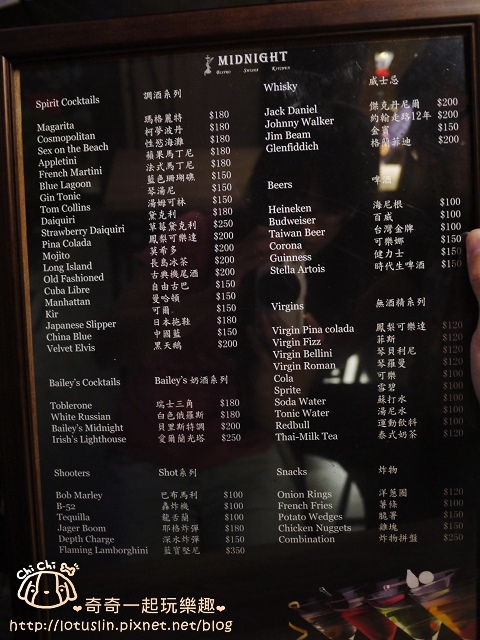 MIDNIGHT
Spirit Cocktails 調酒系列
Magarita 瑪格麗特 $180
Cosmopolitan 柯夢波丹 $180
Sex on the Beach 性慾海灘 $180
Appletini 蘋果馬丁尼 $180
French Martini 法式馬丁尼 $180
Blue Lagoon 藍色珊瑚礁 $150
Gin Tonic 琴湯尼 $150
Tom Collins 湯姆可林 $150
Daiquiri 黛克利 $180
Strawberry Daiquiri 草莓黛克利 $250
Pina Colada 鳳梨可樂達 $200
Mojito 莫希多 $200
Long Island 長島冰茶 $200
Old Fashioned 古典機尾酒 $200
Cuba Libre 自由古巴 $150
Manhattan 曼哈頓 $150
Kir 可爾 $150
Japanese Slipper 日本拖鞋 $180
China Blue 中國藍 $150
Velvet Elvis 黑天鵝 $200
Bailey's Cocktails Bailey's 奶酒系列
Toblerone 瑞士三角 $180
White Russian 白色俄羅斯 $180
Bailey's Midnight 貝里斯特調 $200
Irish's Lighthouse 愛爾蘭光塔 $250
Shooters Shot系列
Bob Marley 巴布馬利 $100
B-52 轟炸機 $100
Tequilla 龍舌蘭 $100
Jager Boom 耶格炸彈 $180
Depth Charge 深水炸彈 $150
Flaming Lamborghini 藍寶堅尼 $350
Whisky 威士忌
Jack Daniel 傑克丹尼爾 $200
Johnny Walker 約翰走路12年 $200
Jim Beam 金賓 $150
Glenfiddich 格蘭菲迪 $200
Beers 啤酒
Heineken 海尼根 $100
Budweiser 百威 $100
Taiwan Beer 台灣金牌 $100
Corona 可樂娜 $150
Guinness 健力士 $150
Stella Artois 時代生啤酒 $150
Virgins 無酒精系列
Virgin Pina colada 鳳梨可樂達 $120
Virgin Fizz 菲斯 $120
Virgin Bellini 琴貝利尼 $120
Virgin Roman 琴羅曼 $120
Cola 可樂 $100
Sprite 雪碧 $100
Soda Water 蘇打水 $100
Tonic Water 湯尼水 $100
Redbull 運動飲料 $100
Thai-Milk Tea 泰式奶茶 $120
Snacks 炸物
Onion Rings 洋蔥圈 $120
French Fries 薯條 $100
Potato Wedges 脆薯 $100
Chicken Nuggets 雞塊 $150
Combination 炸物拼盤 $250
Chi Chi
奇奇一起玩樂趣
http://lotuslin.pixnet.net/blog